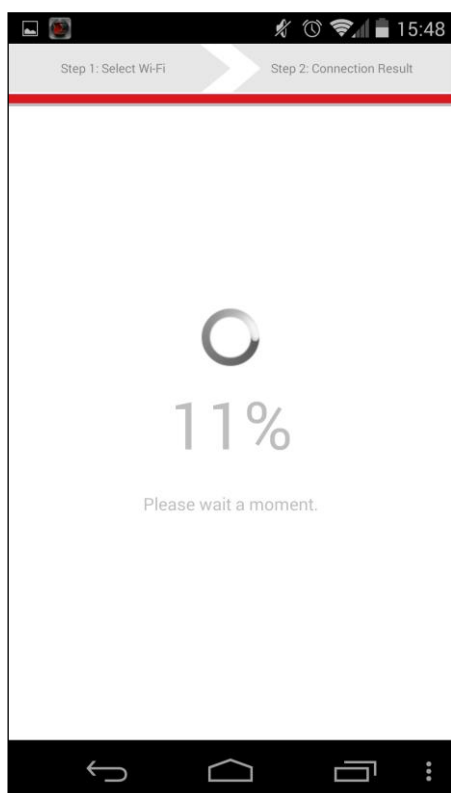 15:48
Step 1: Select Wi-Fi
Step 2: Connection Result
11%
Please wait a moment.